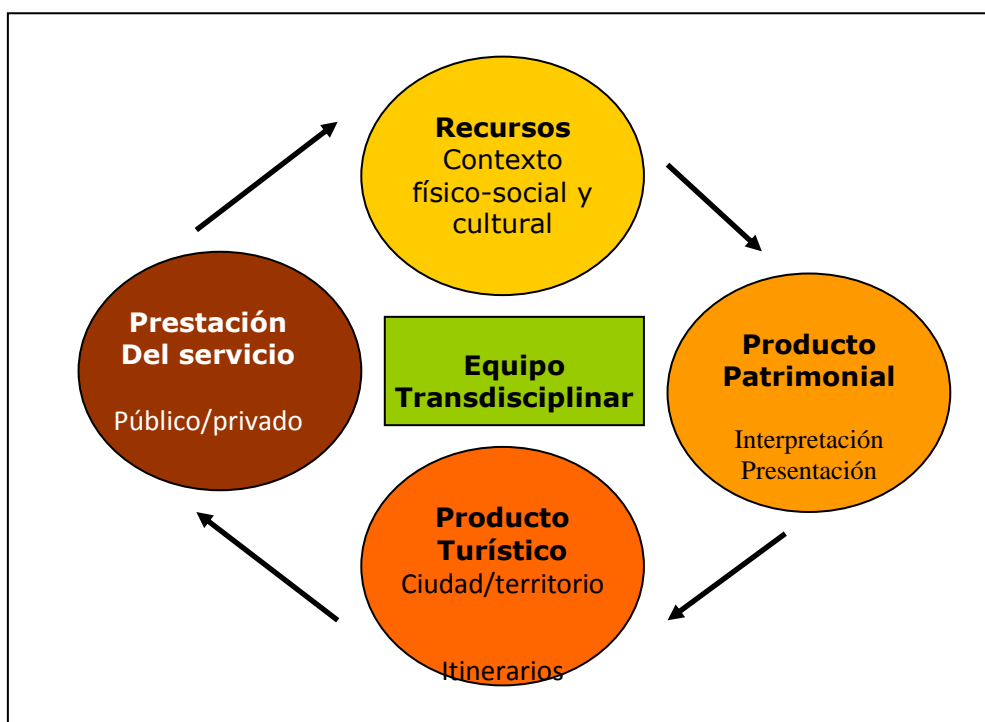 Recursos
Contexto
físico-social y
cultural
Prestación
Del servicio
Público/privado
Equipo
Transdisciplinar
Producto
Patrimonial
Interpretación
Presentación
Producto
Turístico
Ciudad/territorio
Itinerarios